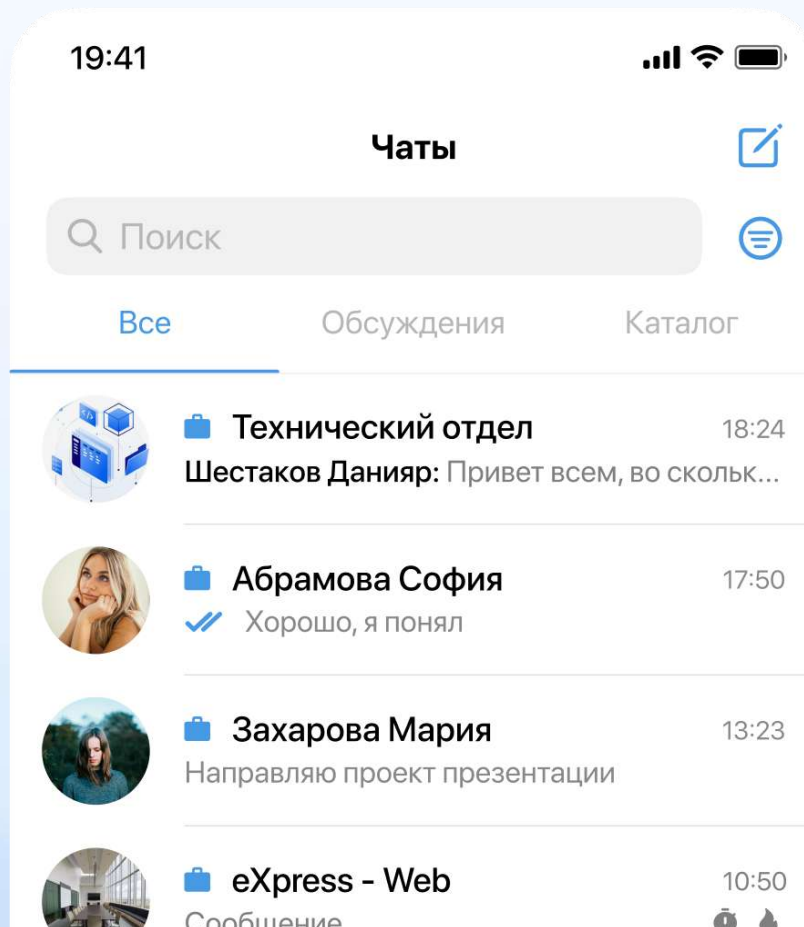 19:41
Чаты
Поиск
Все Обсуждения Каталог
Технический отдел 18:24
Шестаков Данияр: Привет всем, во скольк...
Абрамова София 17:50
Хорошо, я понял
Захарова Мария 13:23
Направляю проект презентации
eXpress - Web 10:50
Сообщение